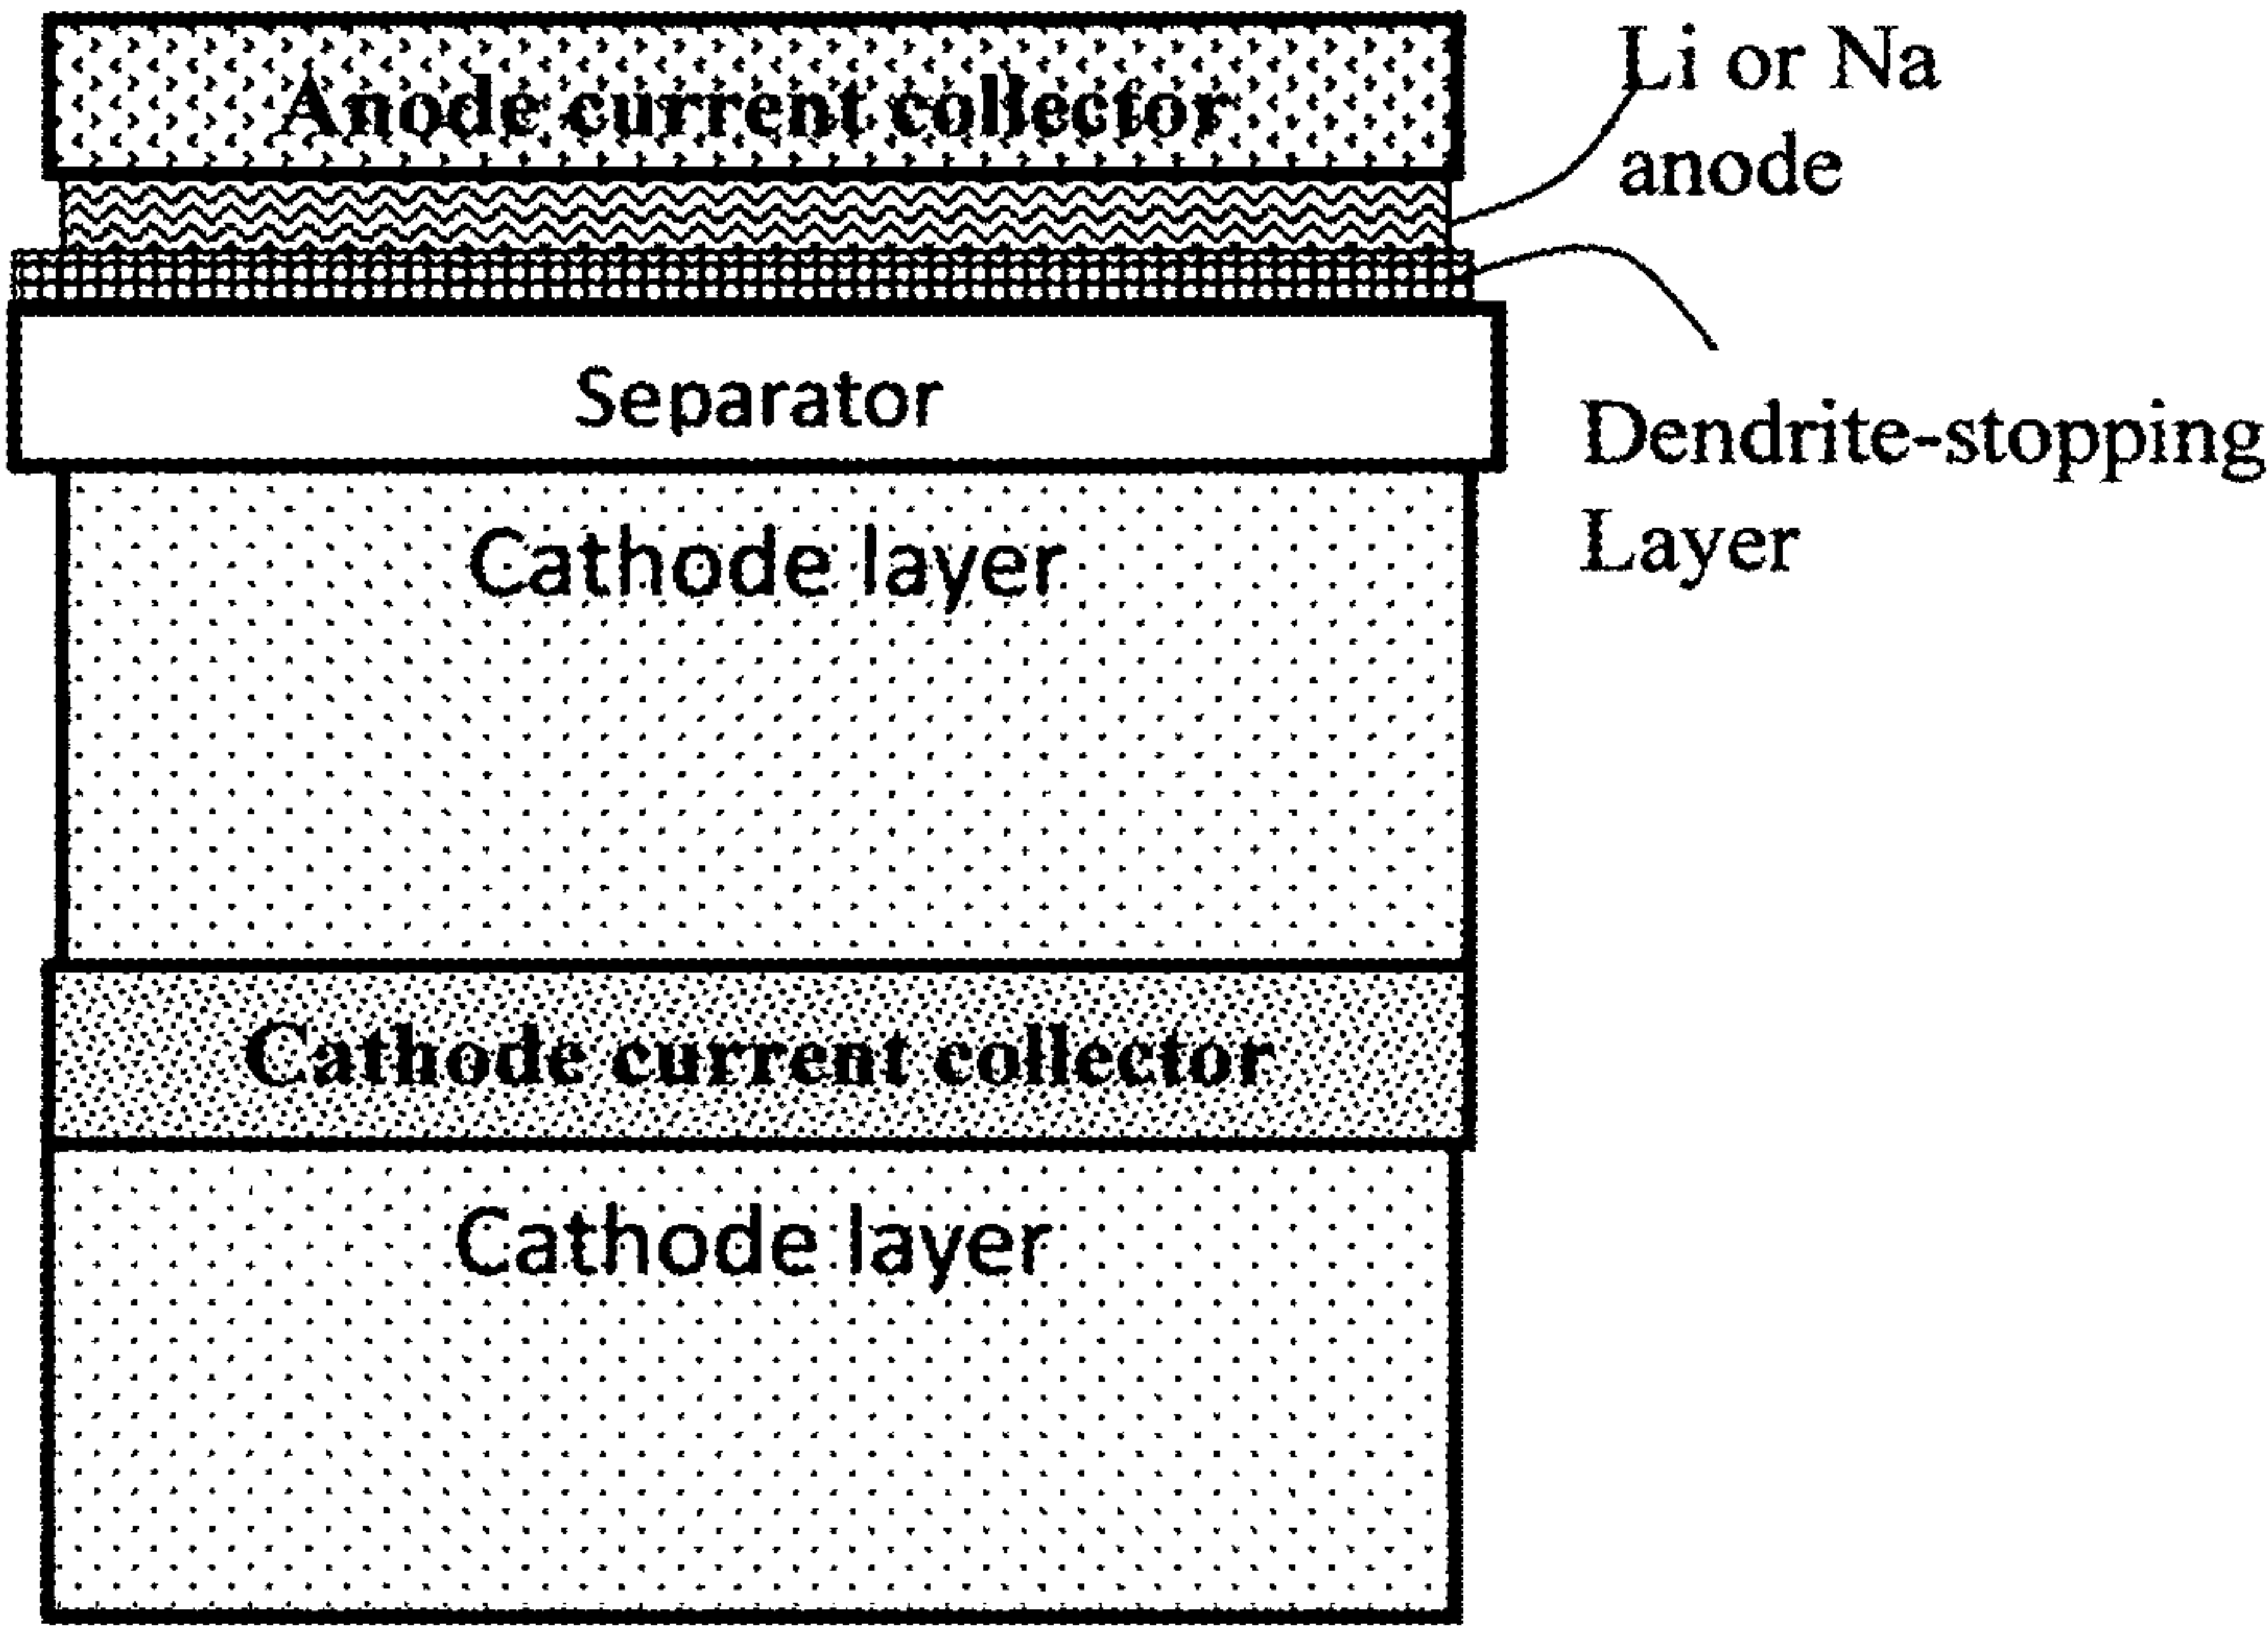 Anode current collector
Li or Na
anode
Separator
Dendrite-stopping
Layer
Cathode layer
Cathode current collector
Cathode layer